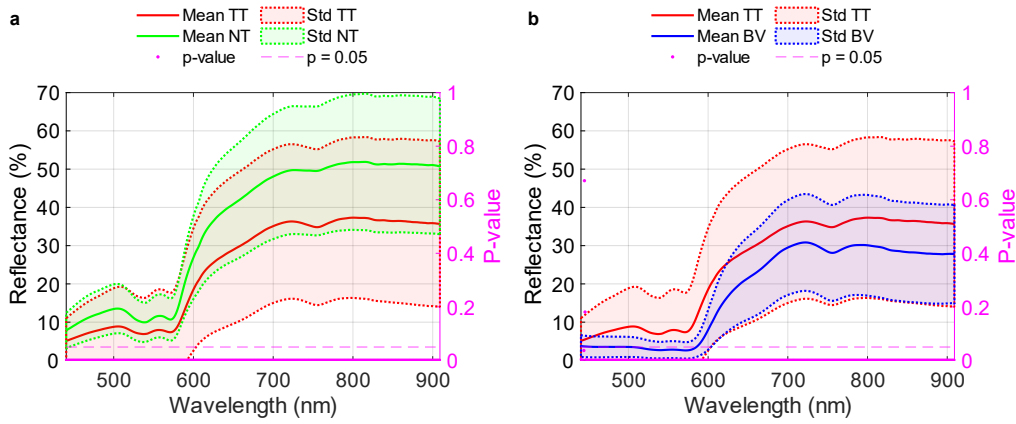 a
Mean TT Std TT
Mean NT Std NT
p-value p = 0.05
70 1
60
0.8
50
0.6
40
30
0.4
20
0.2
10
0 0
500 600 700 800 900
Reflectance (%)
P-value
Wavelength (nm)
b
Mean TT Std TT
Mean BV Std BV
p-value p = 0.05
70 1
60
0.8
50
0.6
40
30
0.4
20
0.2
10
0 0
500 600 700 800 900
Reflectance (%)
P-value
Wavelength (nm)